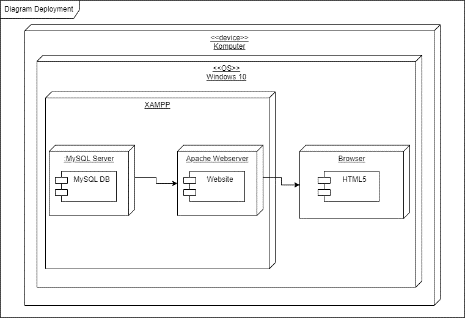 Diagram Deployment
<<device>>
Komputer
<<OS>>
Windows 10
XAMPP
:MySQL Server
MySQL DB
Apache Webserver
Website
Browser
HTML5